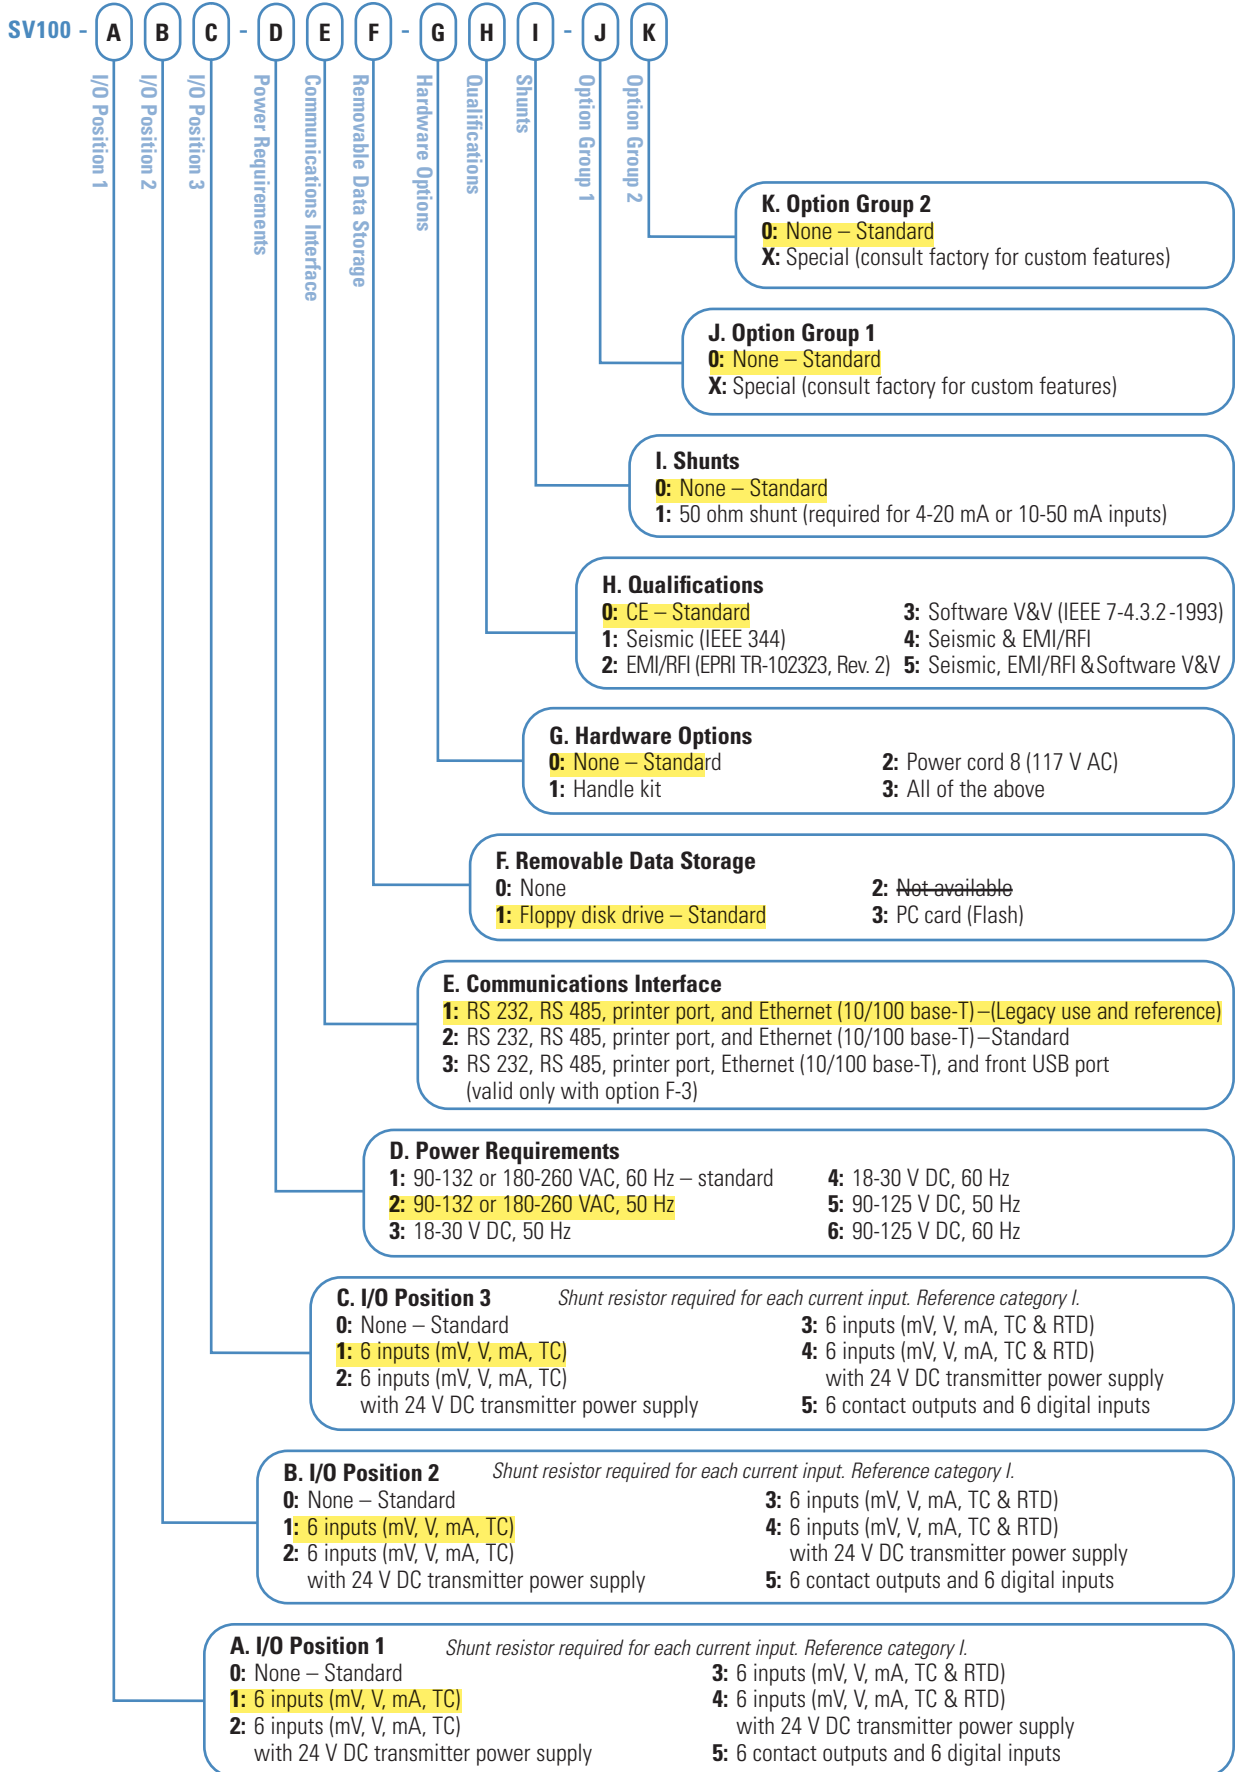 SV100 - A B C - D E F - G H I - J K
I/O Position 1
I/O Position 2
I/O Position 3
Power Requirements
Communications Interface
Removable Data Storage
Hardware Options
Qualifications
Shunts
Option Group 1
Option Group 2
K. Option Group 2
0: None – Standard
X: Special (consult factory for custom features)
J. Option Group 1
0: None – Standard
X: Special (consult factory for custom features)
I. Shunts
0: None – Standard
1: 50 ohm shunt (required for 4-20 mA or 10-50 mA inputs)
H. Qualifications
0: CE – Standard
1: Seismic (IEEE 344)
2: EMI/RFI (EPRI TR-102323, Rev. 2)
3: Software V&V (IEEE 7-4.3.2-1993)
4: Seismic & EMI/RFI
5: Seismic, EMI/RFI & Software V&V
G. Hardware Options
0: None – Standard
1: Handle kit
2: Power cord 8 (117 V AC)
3: All of the above
F. Removable Data Storage
0: None
1: Floppy disk drive – Standard
2: Not available
3: PC card (Flash)
E. Communications Interface
1: RS 232, RS 485, printer port, and Ethernet (10/100 base-T) – (Legacy use and reference)
2: RS 232, RS 485, printer port, and Ethernet (10/100 base-T) – Standard
3: RS 232, RS 485, printer port, Ethernet (10/100 base-T), and front USB port
(valid only with option F-3)
D. Power Requirements
1: 90-132 or 180-260 VAC, 60 Hz – standard
2: 90-132 or 180-260 VAC, 50 Hz
3: 18-30 V DC, 50 Hz
4: 18-30 V DC, 60 Hz
5: 90-125 V DC, 50 Hz
6: 90-125 V DC, 60 Hz
C. I/O Position 3 Shunt resistor required for each current input. Reference category I.
0: None – Standard
1: 6 inputs (mV, V, mA, TC)
2: 6 inputs (mV, V, mA, TC)
with 24 V DC transmitter power supply
3: 6 inputs (mV, V, mA, TC & RTD)
4: 6 inputs (mV, V, mA, TC & RTD)
with 24 V DC transmitter power supply
5: 6 contact outputs and 6 digital inputs
B. I/O Position 2 Shunt resistor required for each current input. Reference category I.
0: None – Standard
1: 6 inputs (mV, V, mA, TC)
2: 6 inputs (mV, V, mA, TC)
with 24 V DC transmitter power supply
3: 6 inputs (mV, V, mA, TC & RTD)
4: 6 inputs (mV, V, mA, TC & RTD)
with 24 V DC transmitter power supply
5: 6 contact outputs and 6 digital inputs
A. I/O Position 1 Shunt resistor required for each current input. Reference category I.
0: None – Standard
1: 6 inputs (mV, V, mA, TC)
2: 6 inputs (mV, V, mA, TC)
with 24 V DC transmitter power supply
3: 6 inputs (mV, V, mA, TC & RTD)
4: 6 inputs (mV, V, mA, TC & RTD)
with 24 V DC transmitter power supply
5: 6 contact outputs and 6 digital inputs